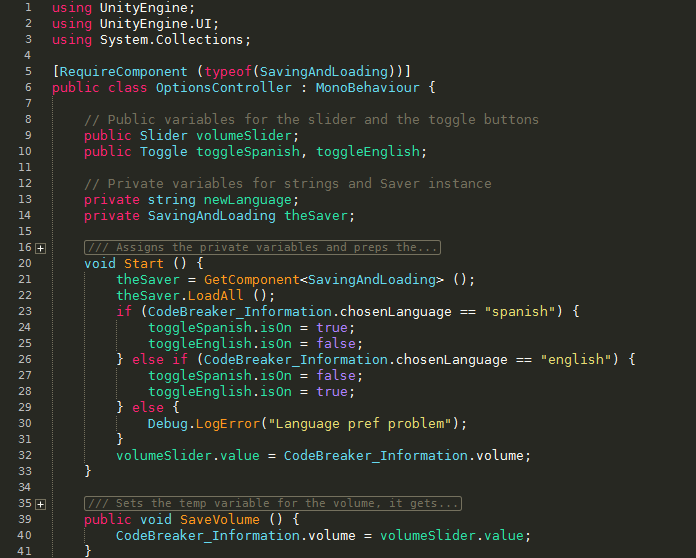 1 using UnityEngine;
2 using UnityEngine.UI;
3 using System.Collections;
4
5 [RequireComponent (typeof(SavingAndLoading))]
6 public class OptionsController : MonoBehaviour {
7
8 // Public variables for the slider and the toggle buttons
9 public Slider volumeSlider;
10 public Toggle toggleSpanish, toggleEnglish;
11
12 // Private variables for strings and Saver instance
13 private string newLanguage;
14 private SavingAndLoading theSaver;
15
16 + /// Assigns the private variables and preps the...
20 void Start () {
21 theSaver = GetComponent<SavingAndLoading> ();
22 theSaver.LoadAll ();
23 if (CodeBreaker_Information.chosenLanguage == "spanish") {
24 toggleSpanish.isOn = true;
25 toggleEnglish.isOn = false;
26 } else if (CodeBreaker_Information.chosenLanguage == "english") {
27 toggleSpanish.isOn = false;
28 toggleEnglish.isOn = true;
29 } else {
30 Debug.LogError("Language pref problem");
31 }
32 volumeSlider.value = CodeBreaker_Information.volume;
33 }
34
35 + /// Sets the temp variable for the volume, it gets...
39 public void SaveVolume () {
40 CodeBreaker_Information.volume = volumeSlider.value;
41 }